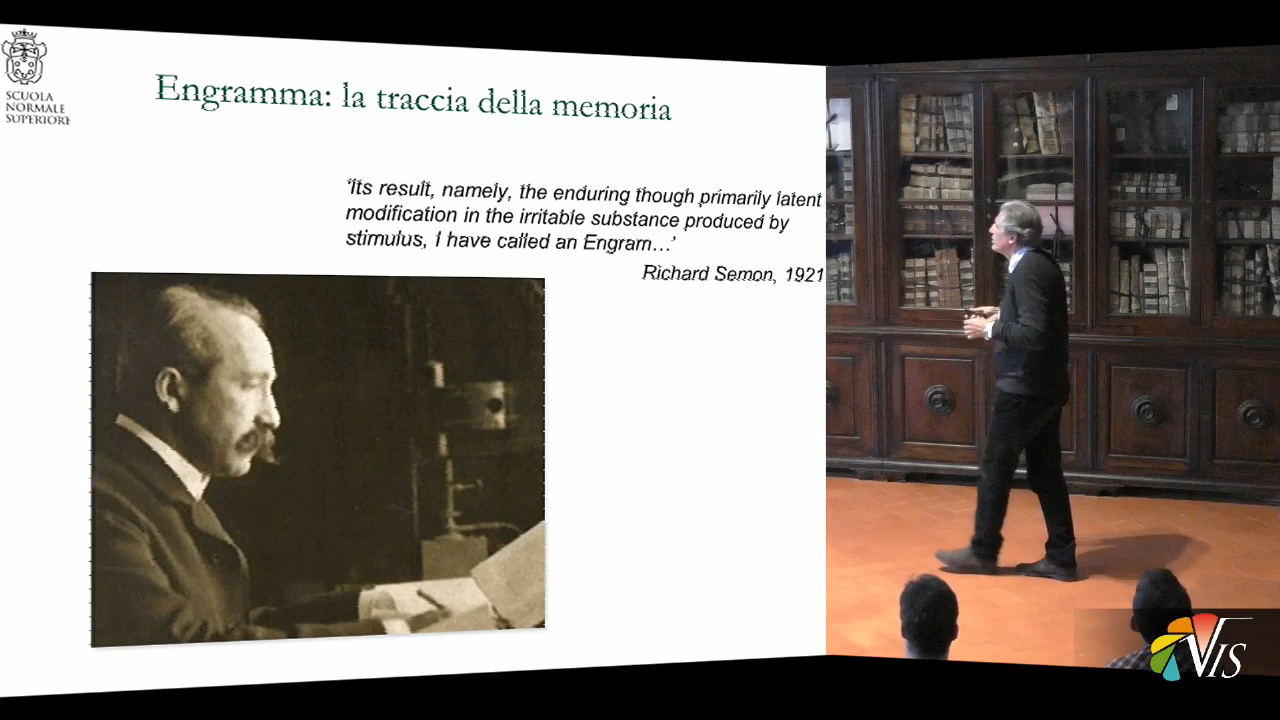 SCUOLA
NORMALE
SUPERIORE
Engramma: la traccia della memoria
'Its result, namely, the enduring though primarily latent
modification in the irritable substance produced by
stimulus, I have called an Engram…'
Richard Semon, 1921
VIS